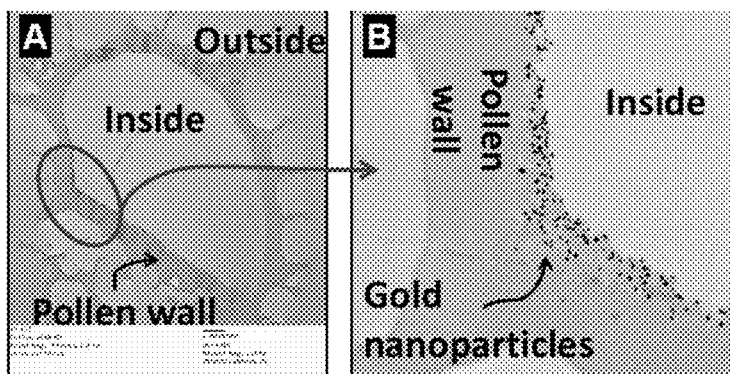 A
Outside
Inside
Pollen wall
B
Pollen
wall
Inside
Gold
nanoparticles